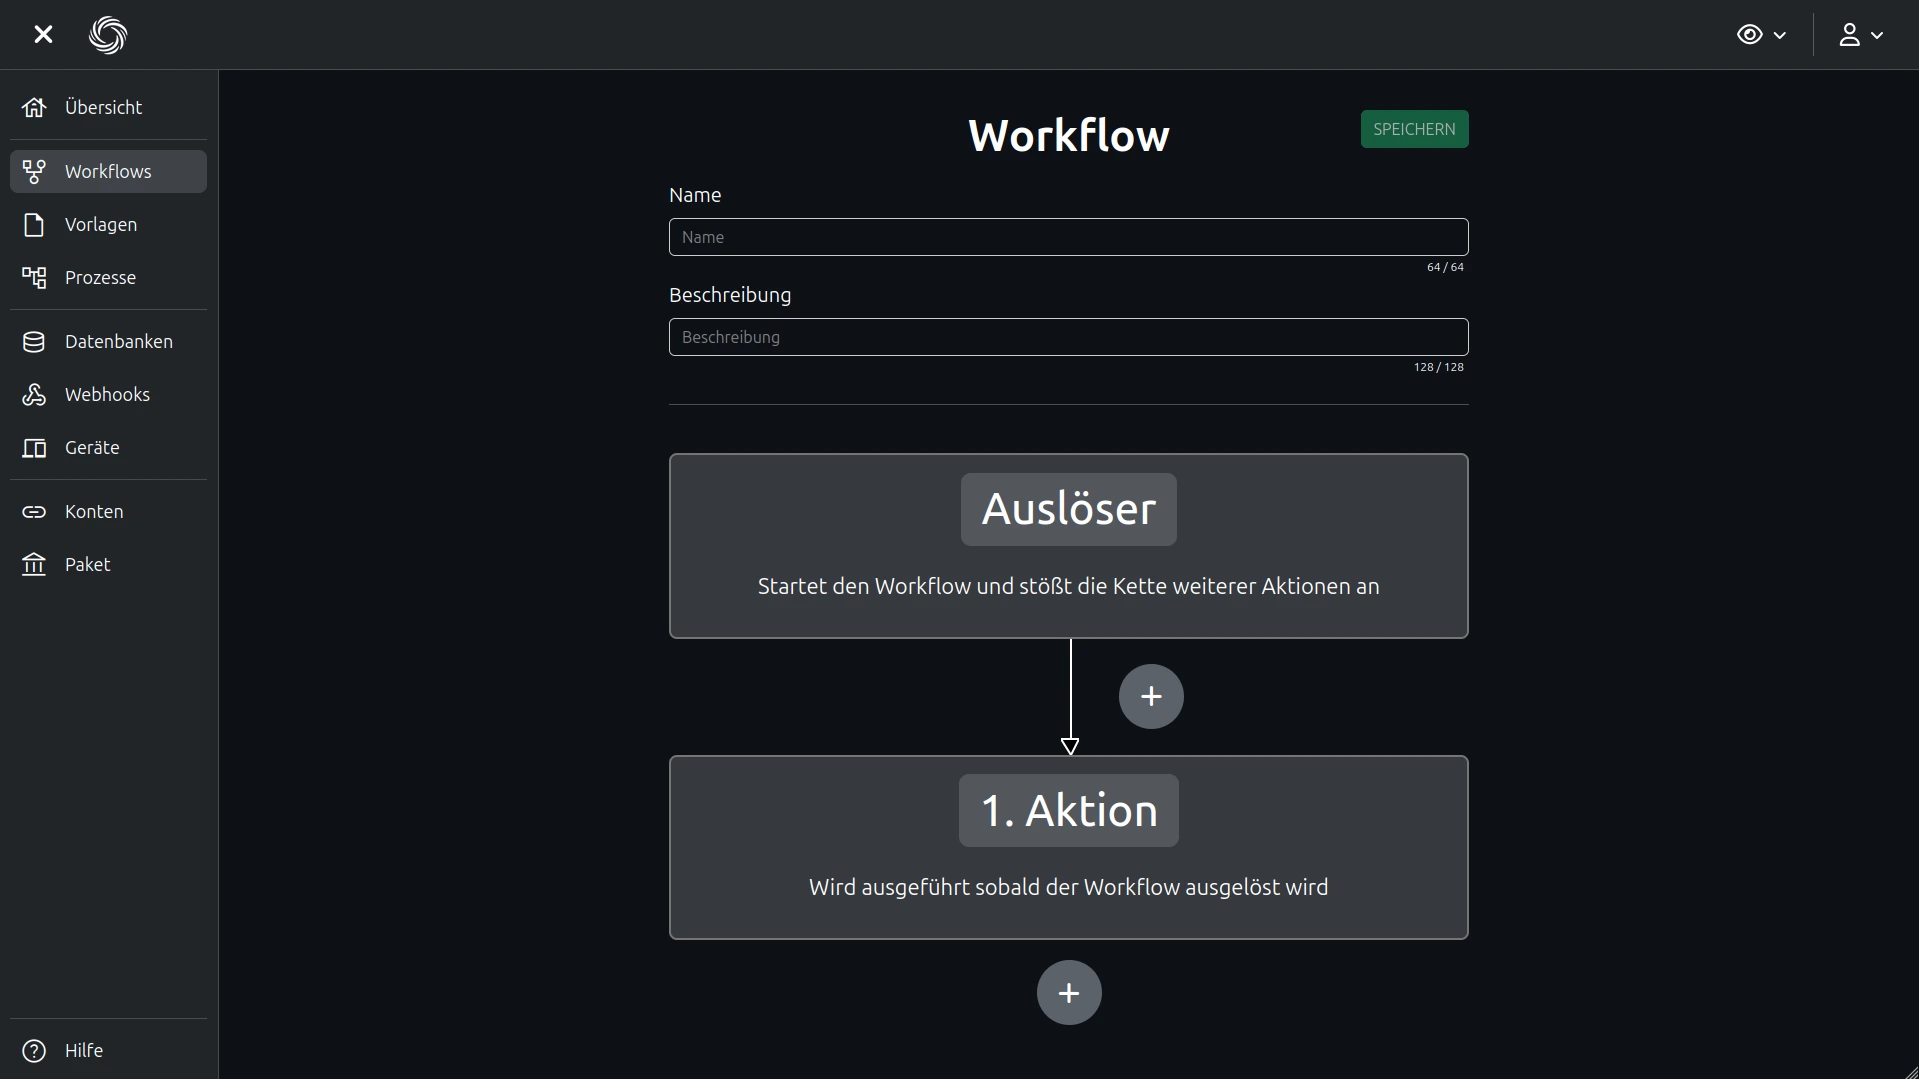 Übersicht
Workflows
Vorlagen
Prozesse
Datenbanken
Webhooks
Geräte
Konten
Paket
Hilfe
Workflow
SPEICHERN
Name
Name
64 / 64
Beschreibung
Beschreibung
128 / 128
Auslöser
Startet den Workflow und stößt die Kette weiterer Aktionen an
1. Aktion
Wird ausgeführt sobald der Workflow ausgelöst wird